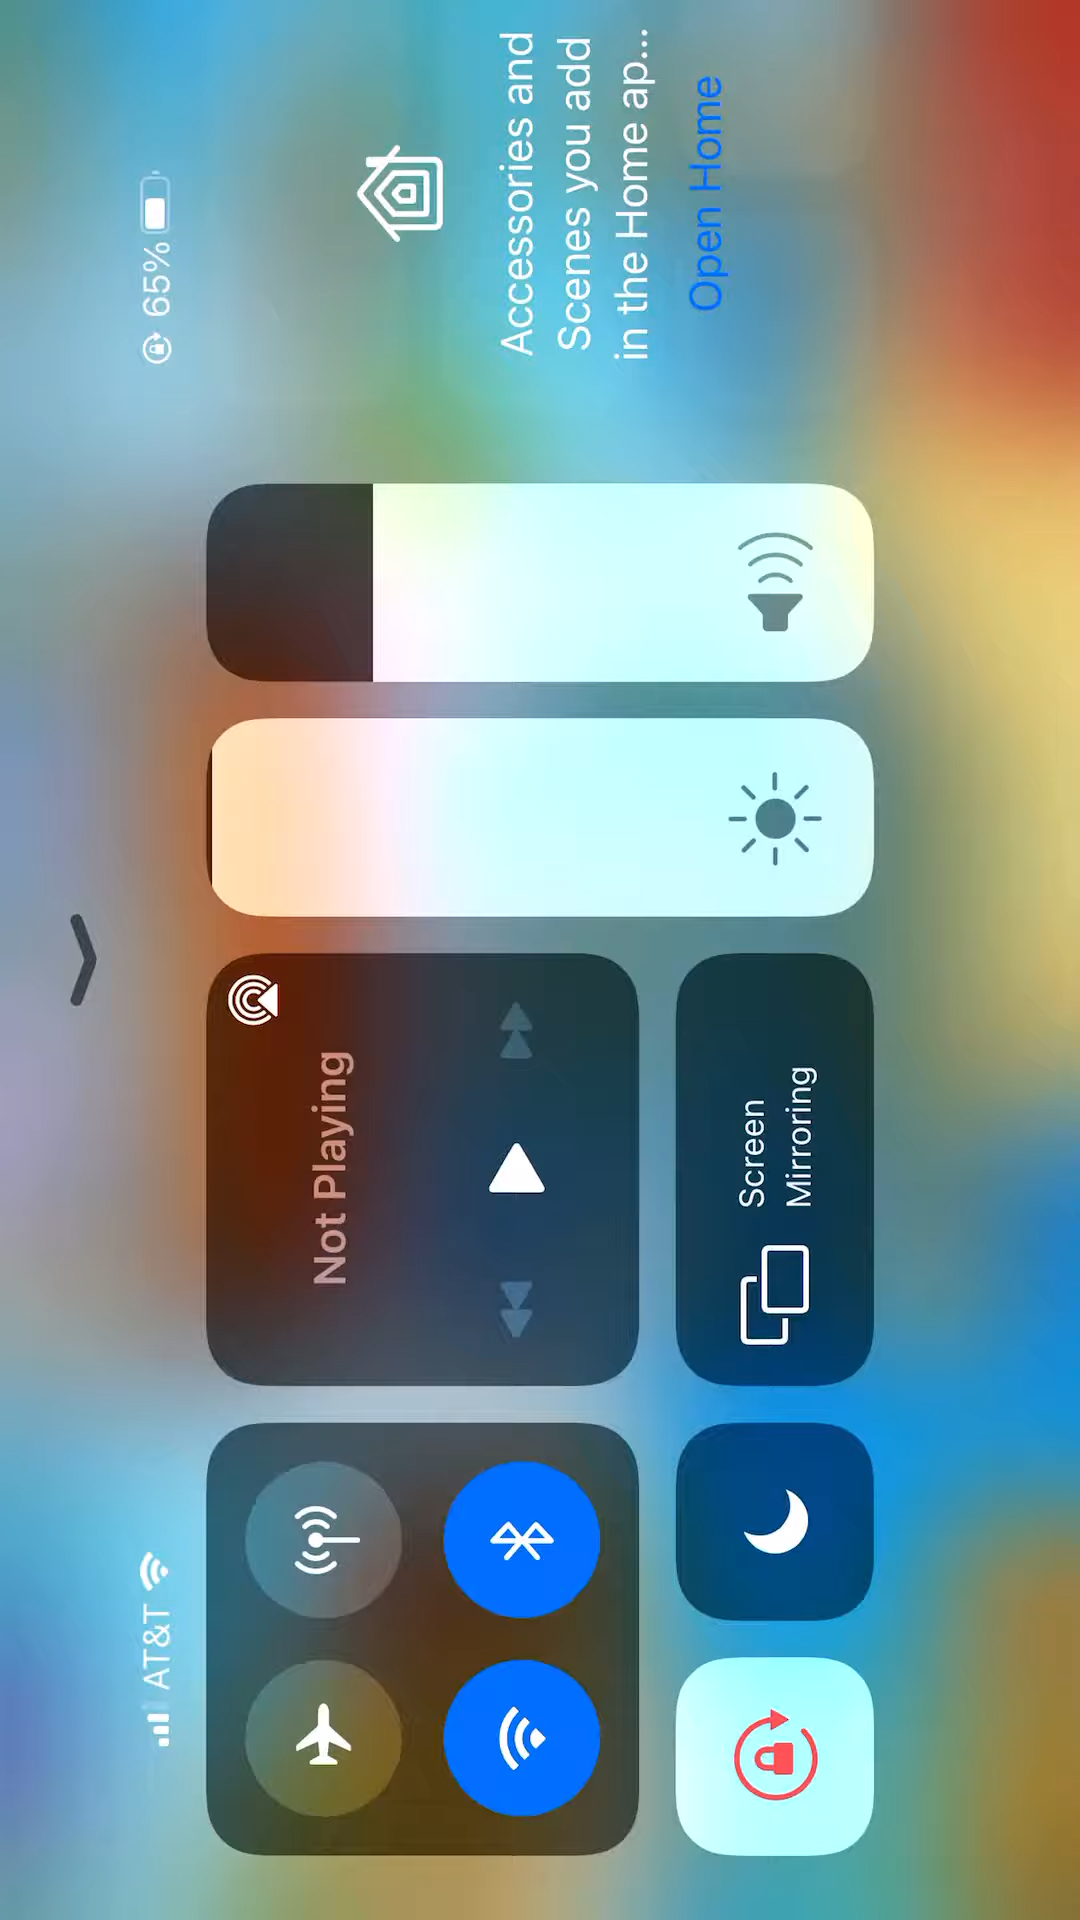 AT&T
65%
Not Playing
Screen
Mirroring
Accessories and
Scenes you add
in the Home ap...
Open Home